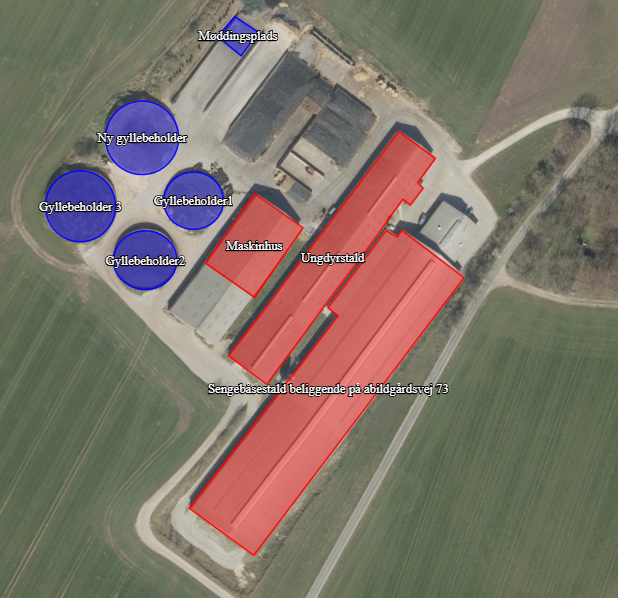 Møddingsplads
Ny gyllebeholder
Gyllebeholder 3
Gyllebeholder1
Gyllebeholder2
Maskinhus
Ungdyrstald
Sengebåsestald beliggende på abildgårdsvej 73